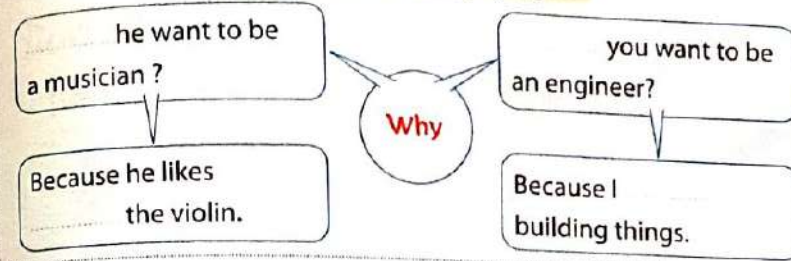 he want to be
a musician ?
Because he likes
the violin.
Why
you want to be
an engineer?
Because I
building things.